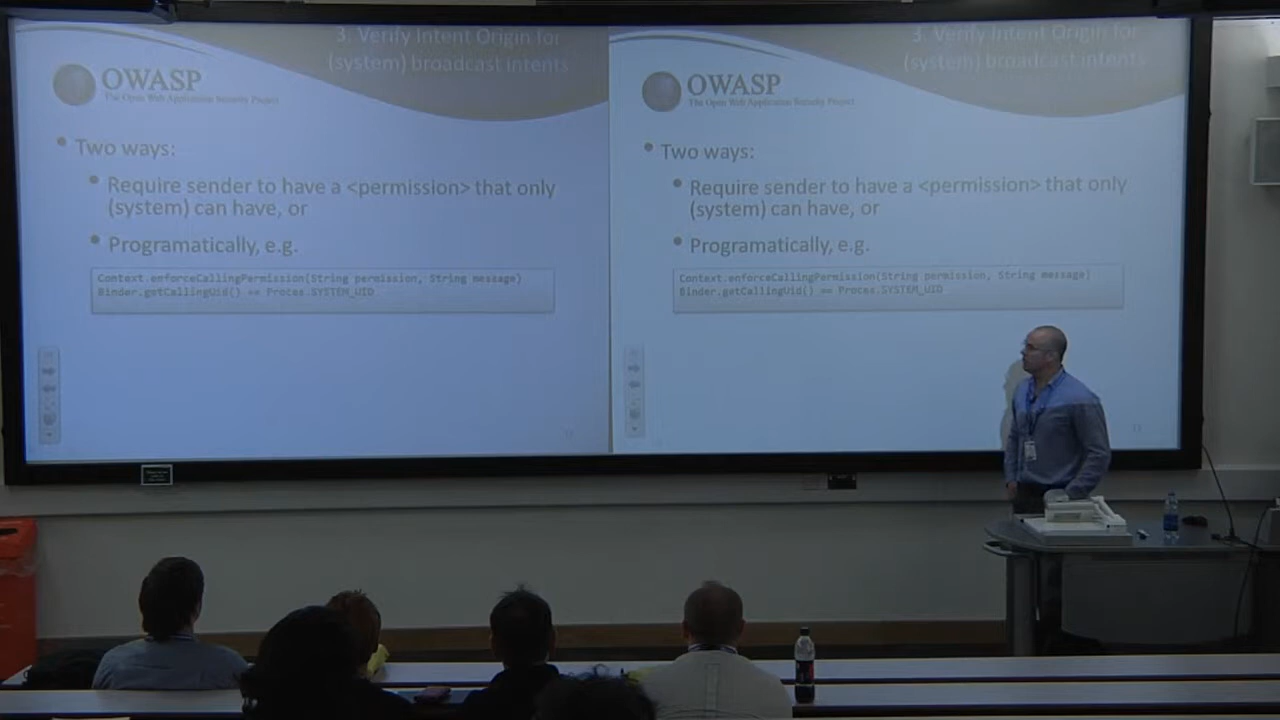 3. Verify Intent Origin for
(system) broadcast intents
OWASP
The Open Web Application Security Project
Two ways:
Require sender to have a <permission> that only
(system) can have, or
Programatically, e.g.
Context.enforceCallingPermission(String permission, String message)
Binder.getCallingUid() == Proces.SYSTEM_UID
3. Verify Intent Origin for
(system) broadcast intents
OWASP
The Open Web Application Security Project
Two ways:
Require sender to have a <permission> that only
(system) can have, or
Programatically, e.g.
Context.enforceCallingPermission(String permission, String message)
Binder.getCallingUid() == Proces.SYSTEM_UID